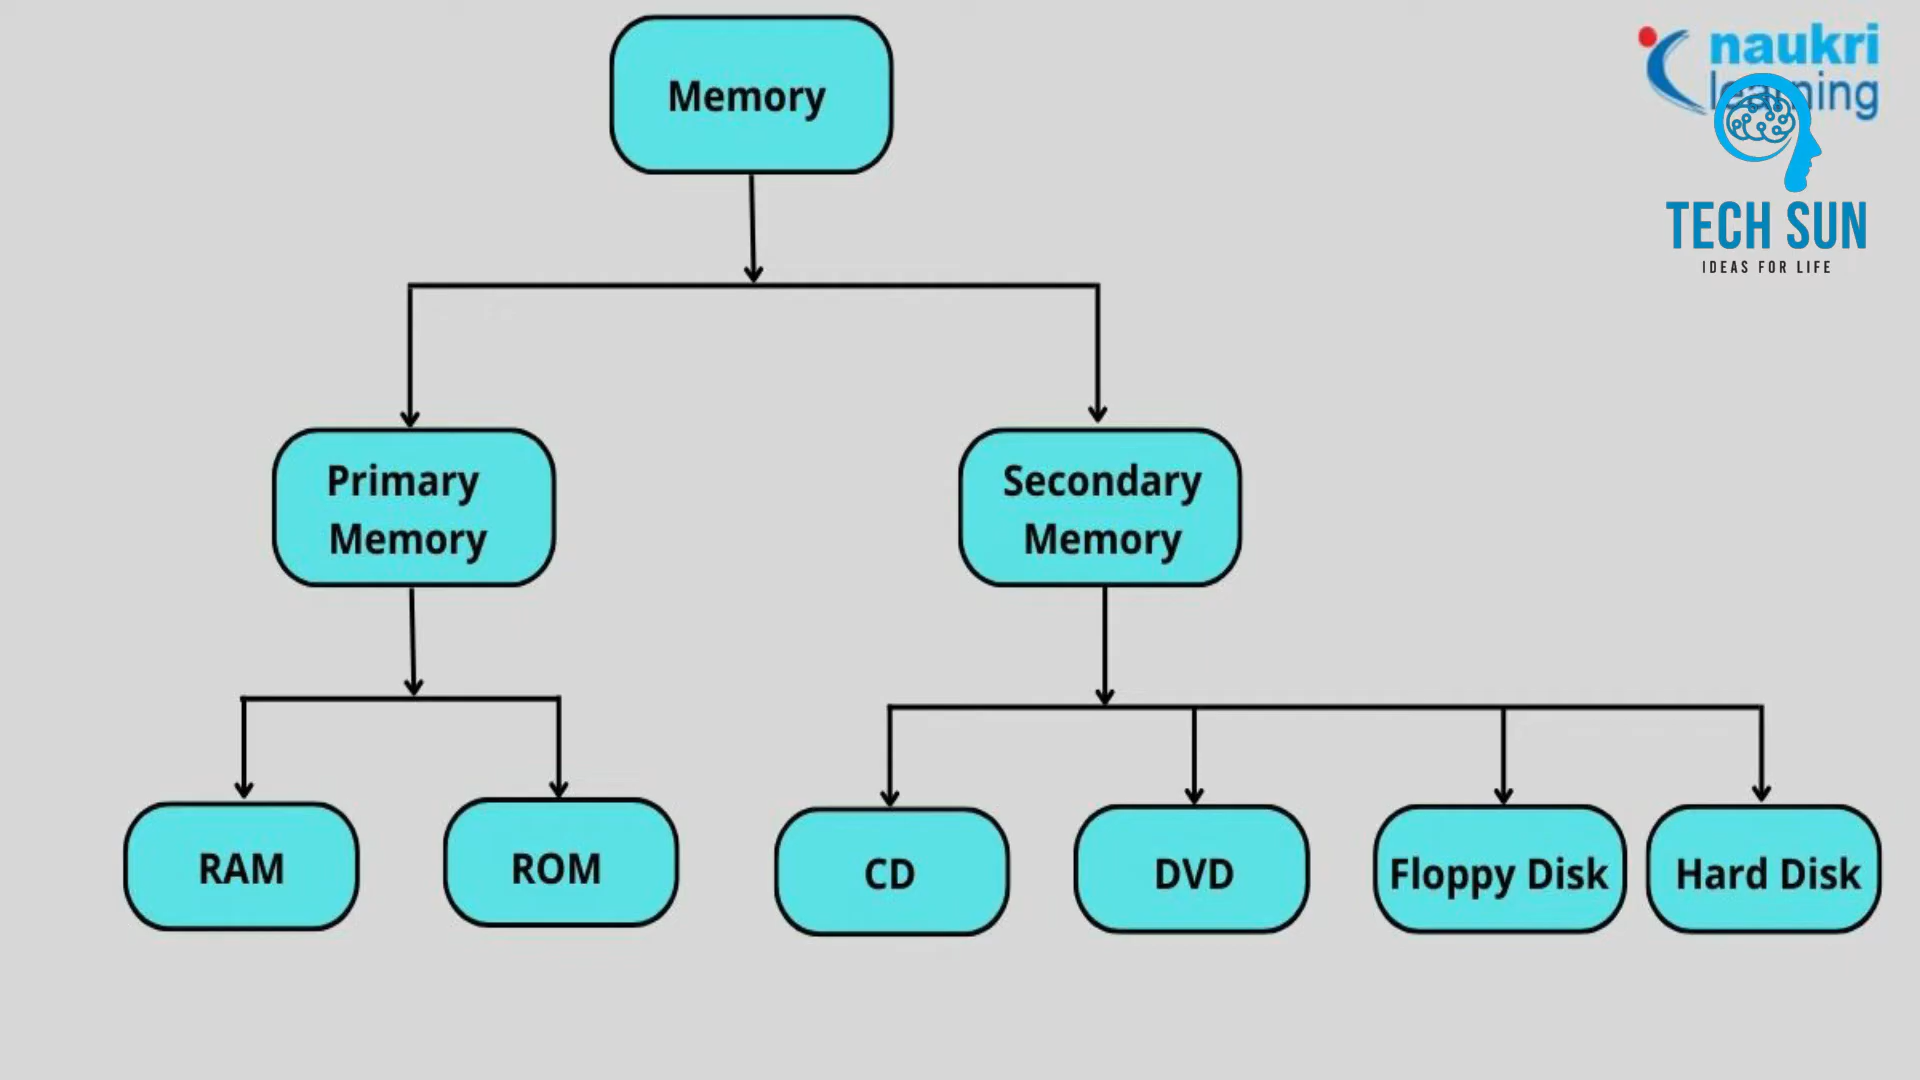 Memory
naukri
learning
TECH SUN
IDEAS FOR LIFE
Primary
Memory
Secondary
Memory
RAM
ROM
CD
DVD
Floppy Disk
Hard Disk